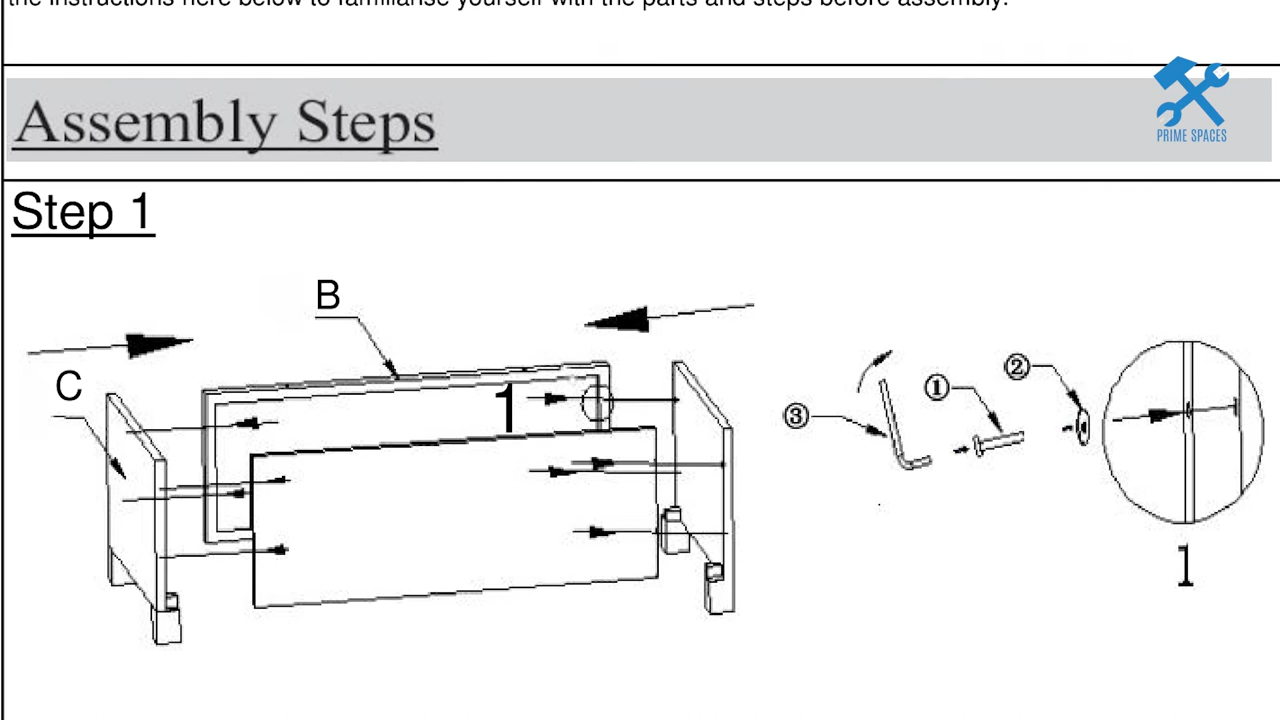 the instructions here below to familiarise yourself with the parts and steps before assembly.
Assembly Steps
PRIME SPACES
Step 1
B
C
1
③
①
②
1